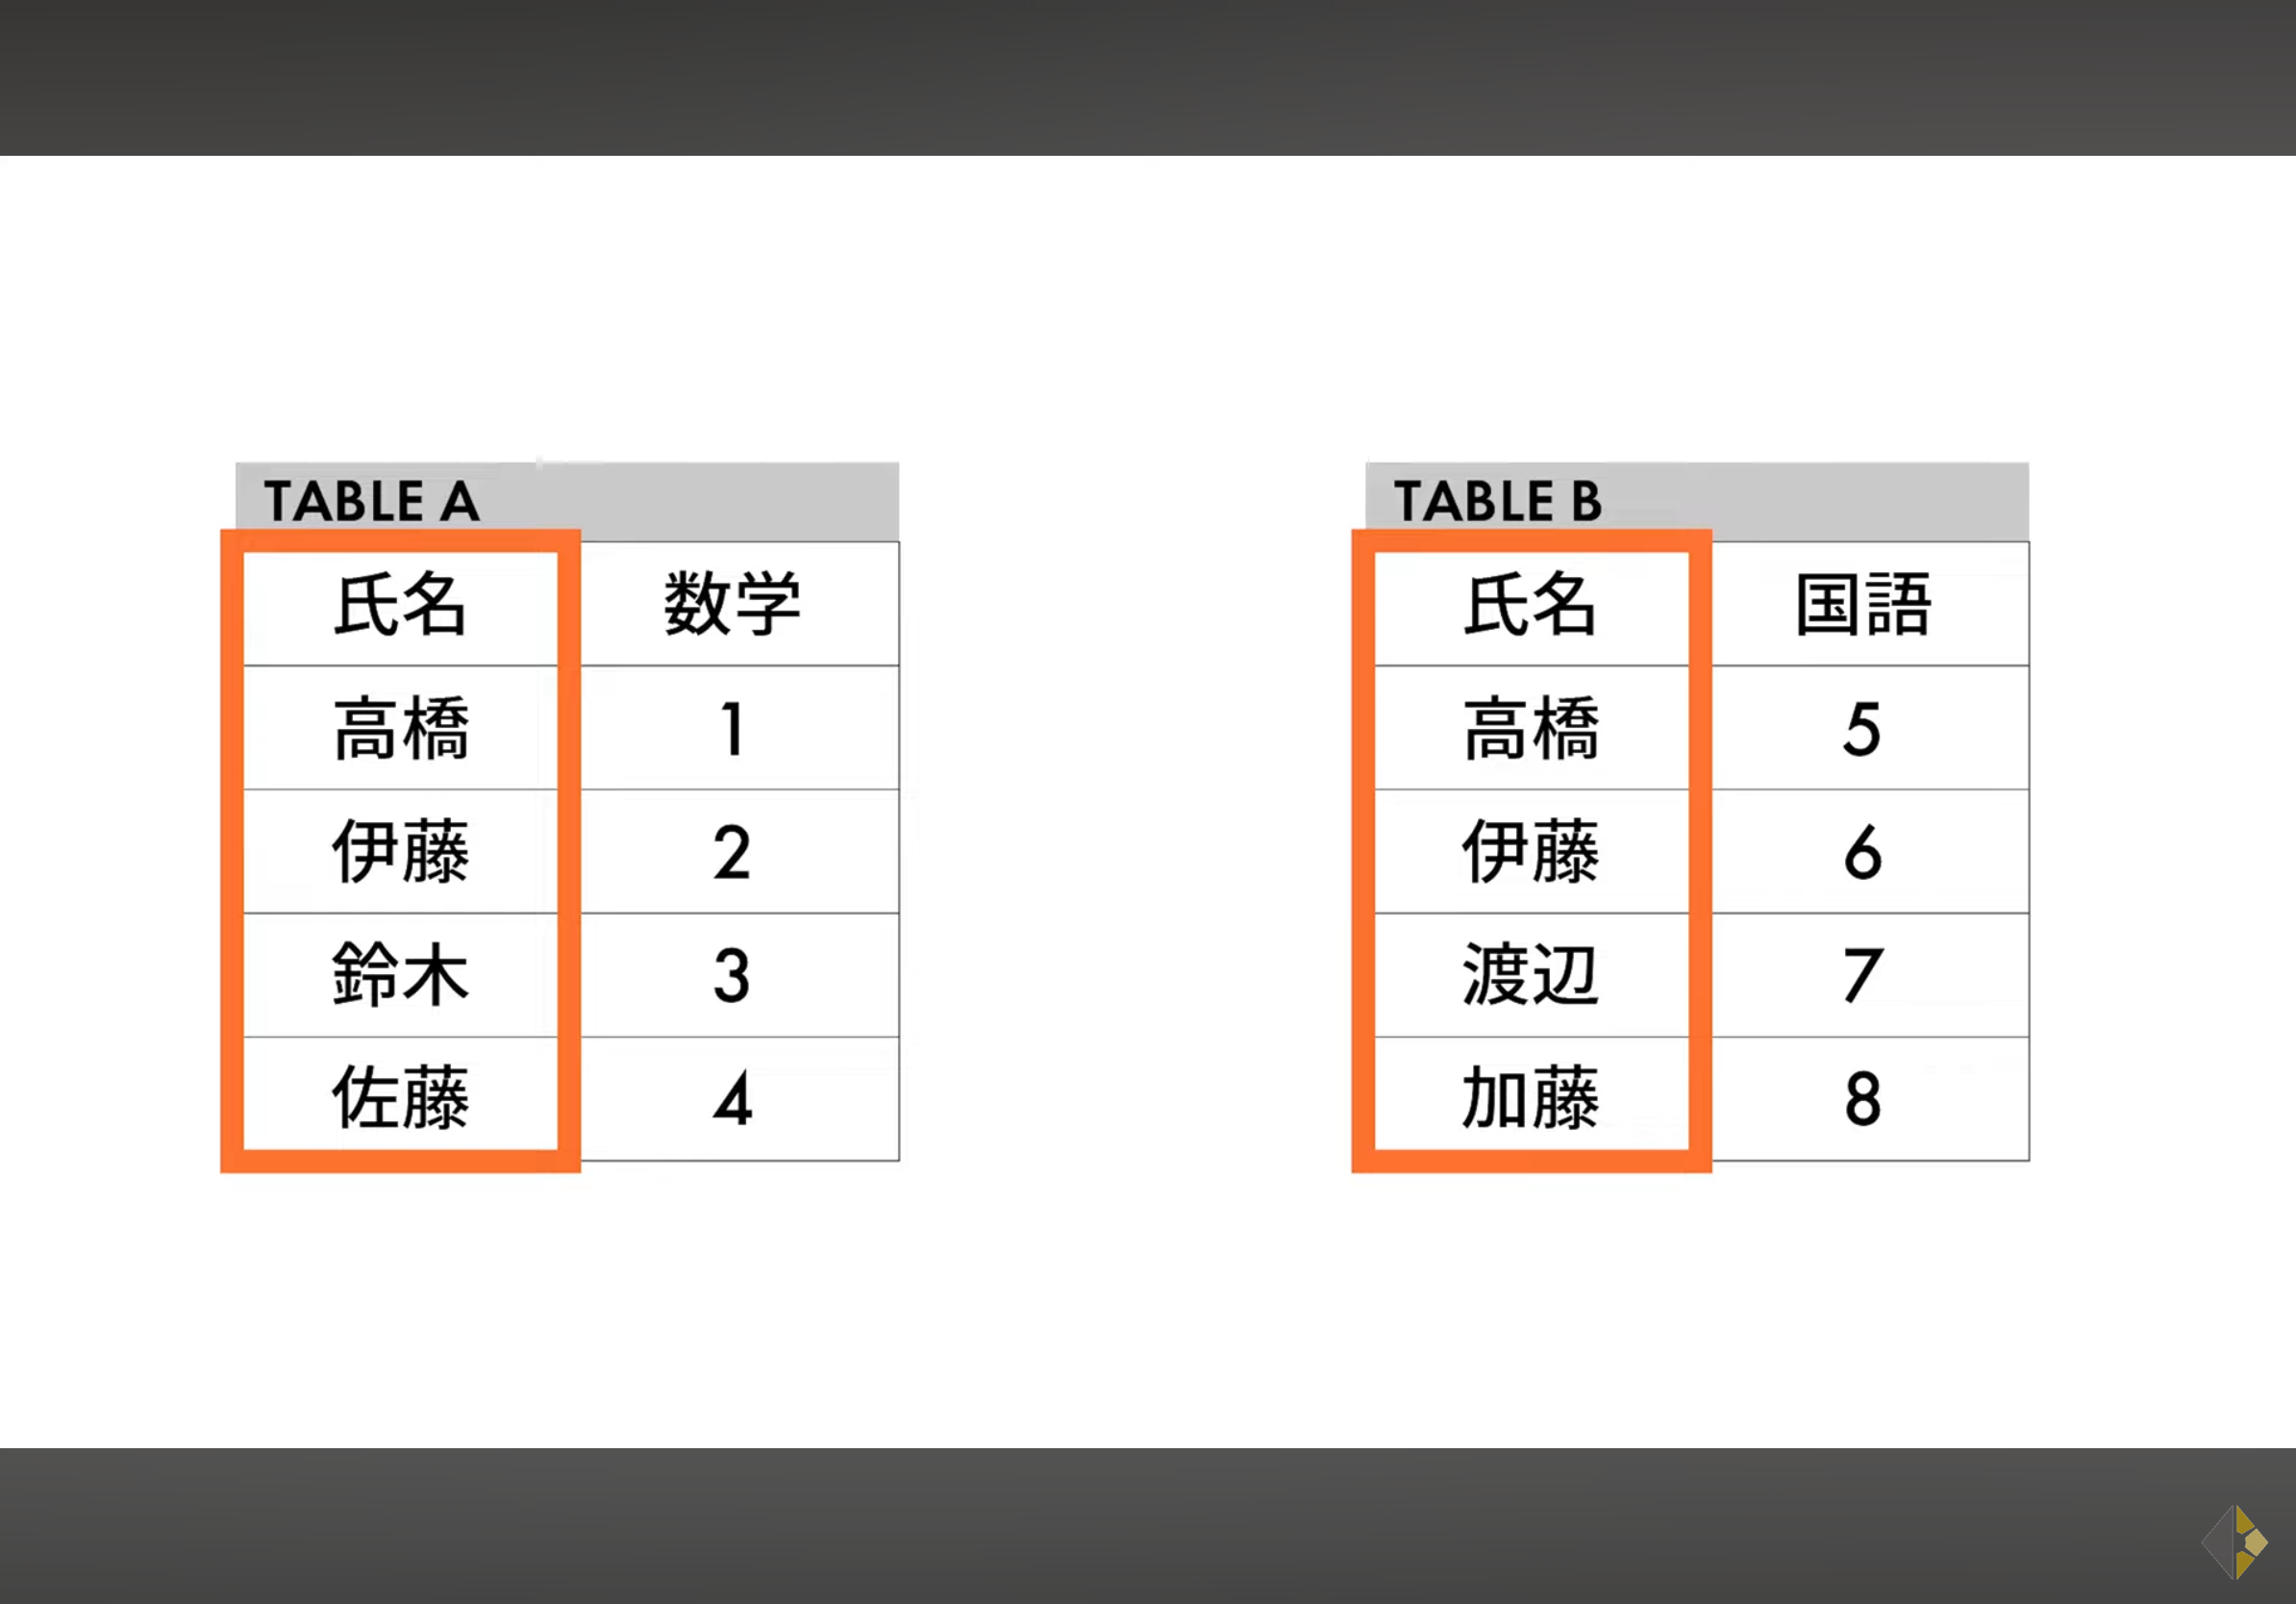 TABLE A
氏名 数学
高橋 1
伊藤 2
鈴木 3
佐藤 4
TABLE B
氏名 国語
高橋 5
伊藤 6
渡辺 7
加藤 8